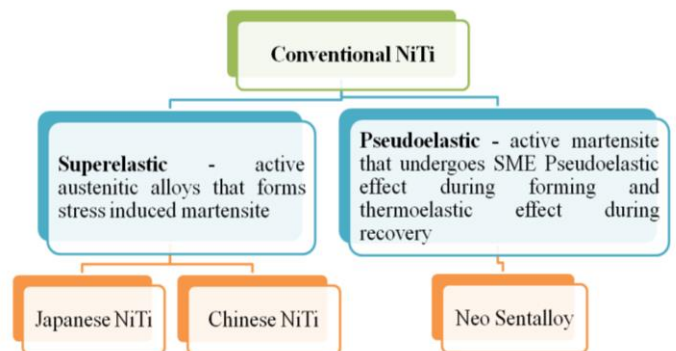 Conventional NiTi
Superelastic - active
austenitic alloys that forms
stress induced martensite
Pseudoelastic - active martensite
that undergoes SME Pseudoelastic
effect during forming and
thermoelastic effect during
recovery
Japanese NiTi
Chinese NiTi
Neo Sentalloy